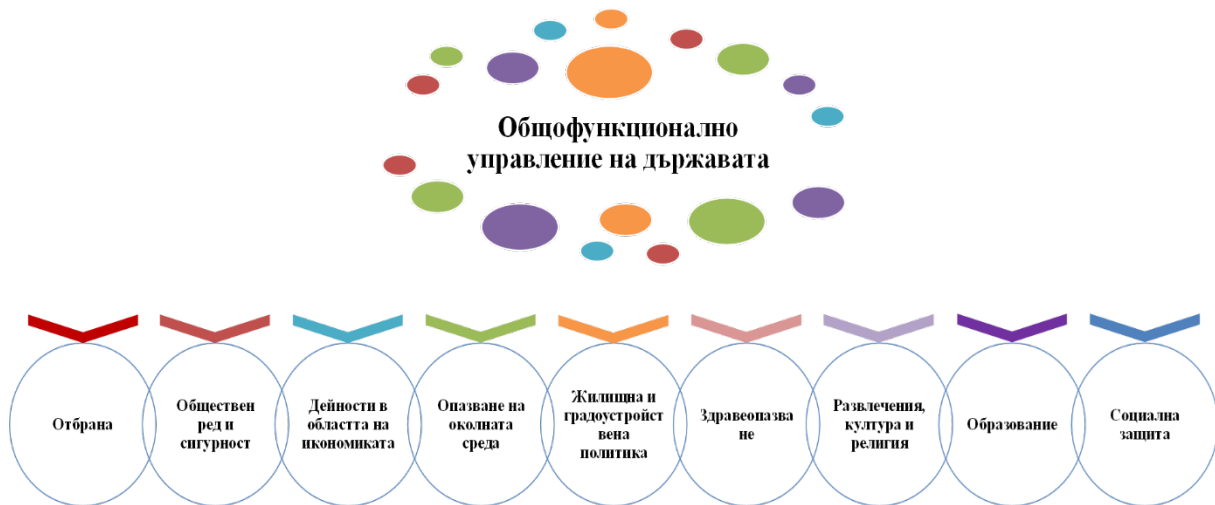 Общофункционално
управление на държавата
Отбрана
Обществен
ред и
сигурност
Дейности в
областта на
икономиката
Опазване на
околната
среда
Жилищна и
градоустройст
вена
политика
Здравеопазва
не
Развлечения,
култура и
религия
Образование
Социална
защита